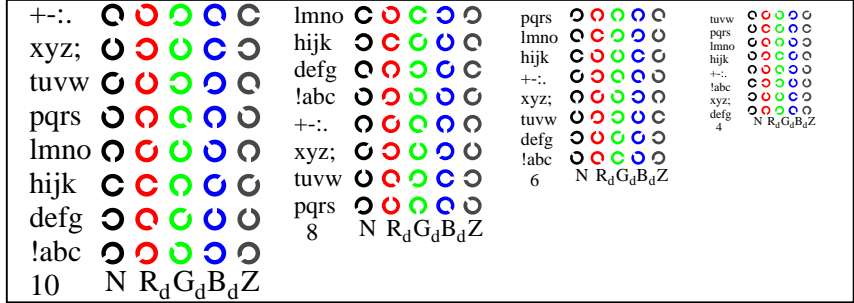 +-:.
xyz;
tuvw
pqrs
lmno
hijk
defg
!abc
10 N RdGdBdZ
lmno
hijk
defg
!abc
+-:.
xyz;
tuvw
pqrs
8 N RdGdBdZ
pqrs
lmno
hijk
+-:.
xyz;
tuvw
defg
!abc
6 N RdGdBdZ
tuvw
pqrs
lmno
hijk
+-:.
!abc
xyz;
defg
4 N RdGdBdZ